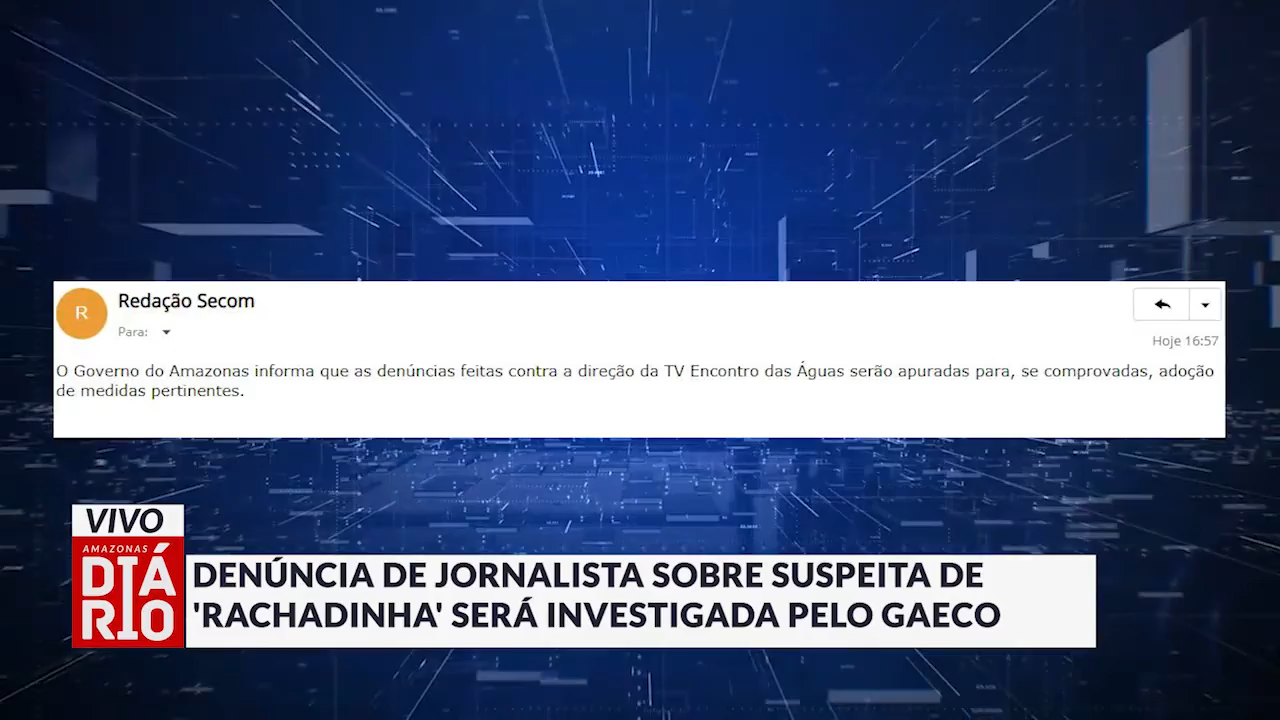 R
Redação Secom
Para:
Hoje 16:57
O Governo do Amazonas informa que as denúncias feitas contra a direção da TV Encontro das Águas serão apuradas para, se comprovadas, adoção
de medidas pertinentes.
VIVO
AMAZONAS
DIÁ
RIO
DENÚNCIA DE JORNALISTA SOBRE SUSPEITA DE
'RACHADINHA' SERÁ INVESTIGADA PELO GAECO